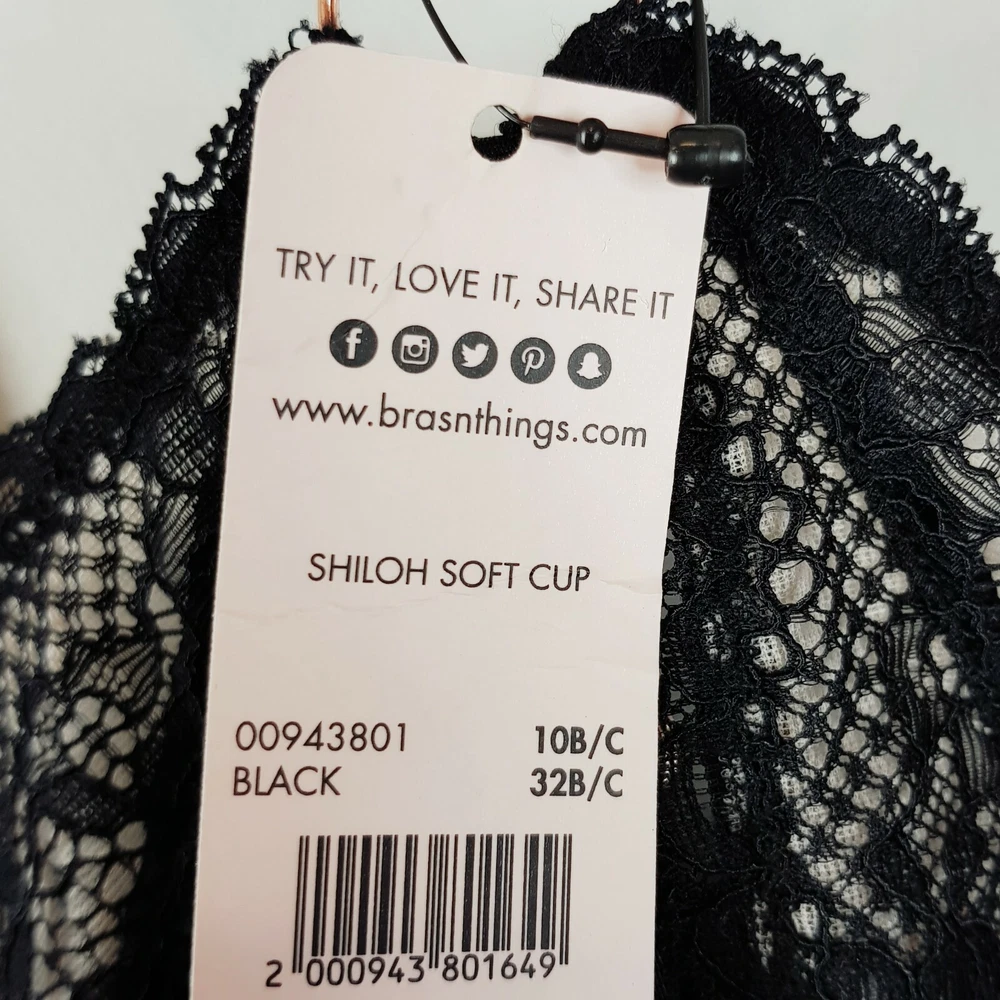 TRY IT, LOVE IT, SHARE IT
www.brasnthings.com
SHILOH SOFT CUP
00943801 10B/C
BLACK 32B/C
2 000943 801649